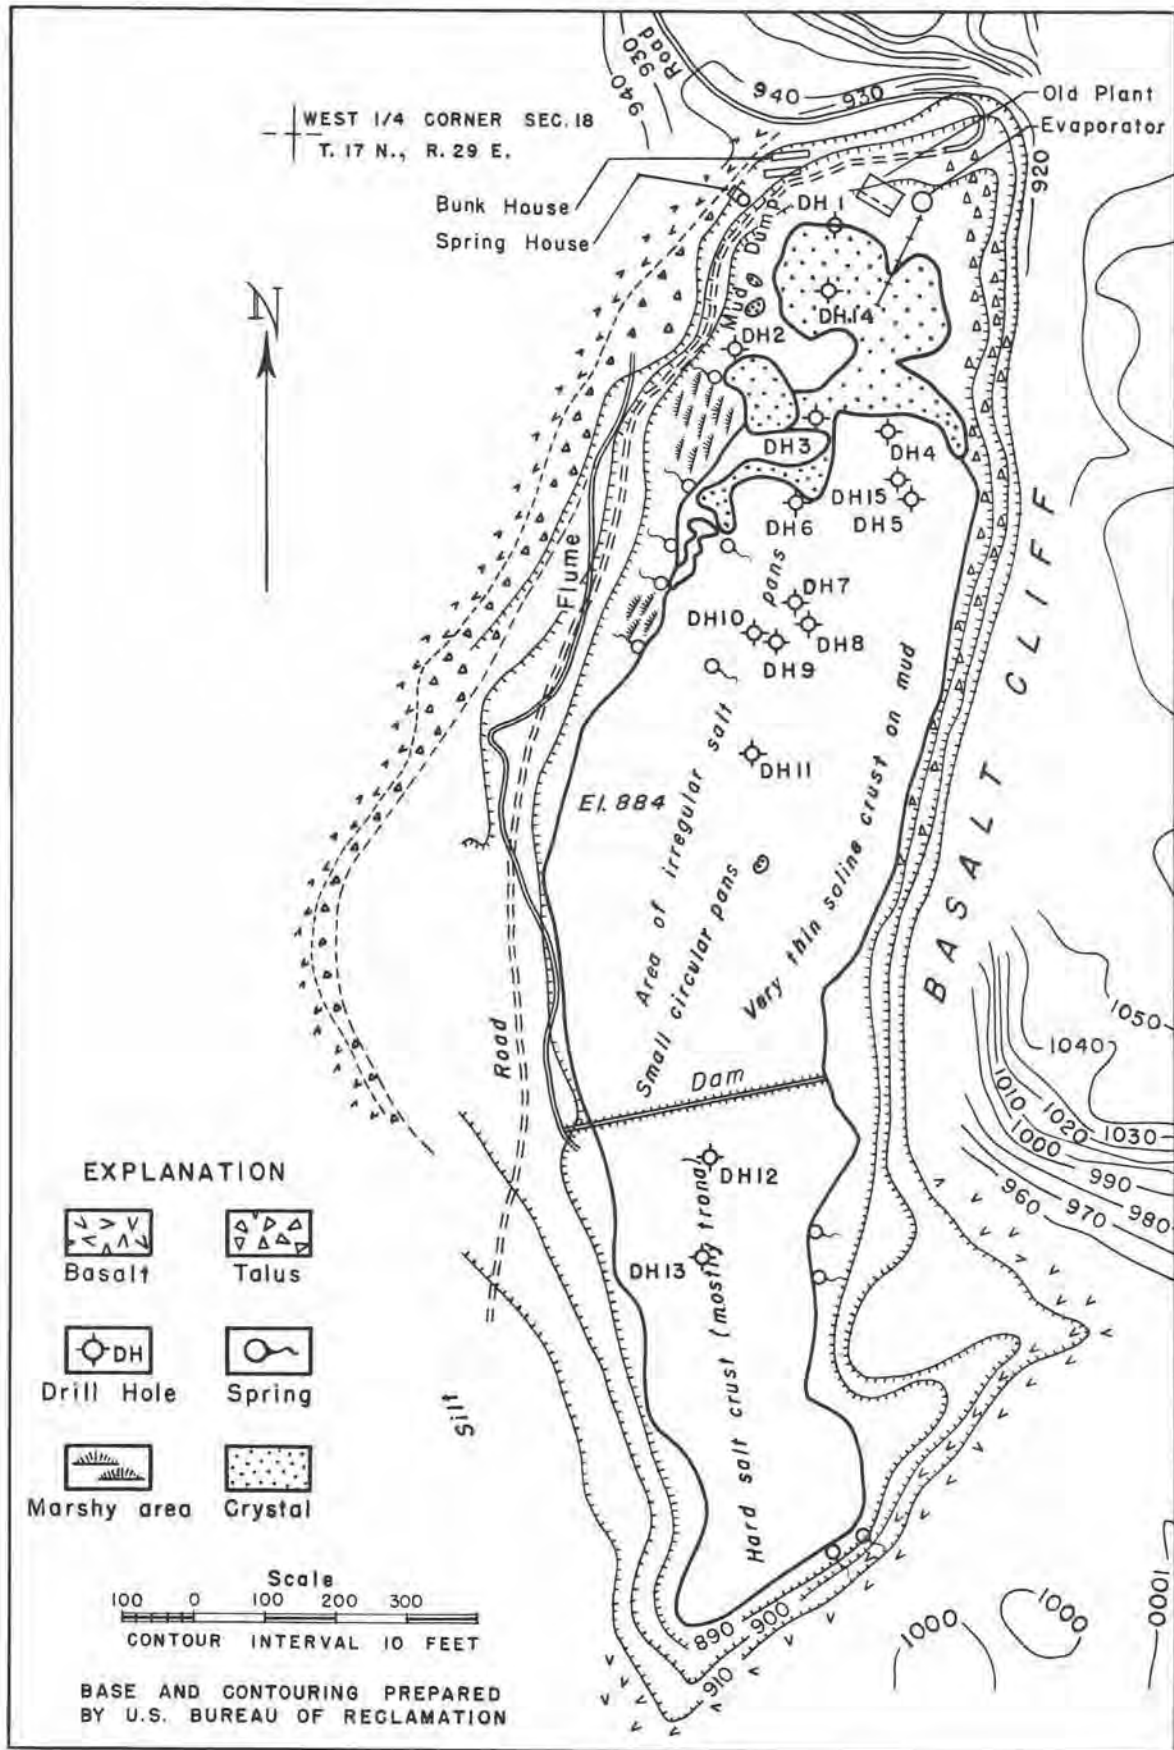 940
930
Road
940
930
Old Plant
Evaporator
WEST 1/4 CORNER SEC. 18
T. 17 N., R. 29 E.
920
Bunk House
Spring House
DH 1
Mud Dump
N
DH14
DH2
DH3
DH4
DH15
DH5
DH6
Flume
DH7
DH10
DH8
DH9
DH11
El. 884
Area of irregular salt pans
Small circular pans
Very thin saline crust on mud
BASALT CLIFF
1050
1040
1010
1020
1030
1000
990
980
960
970
Road
Dam
DH12
DH13
Hard salt crust (mostly trona)
Silt
EXPLANATION
Basalt
Talus
DH
Drill Hole
Spring
Marshy area
Crystal
Scale
100 0 100 200 300
CONTOUR INTERVAL 10 FEET
BASE AND CONTOURING PREPARED
BY U.S. BUREAU OF RECLAMATION
890
900
910
1000
1000
1000